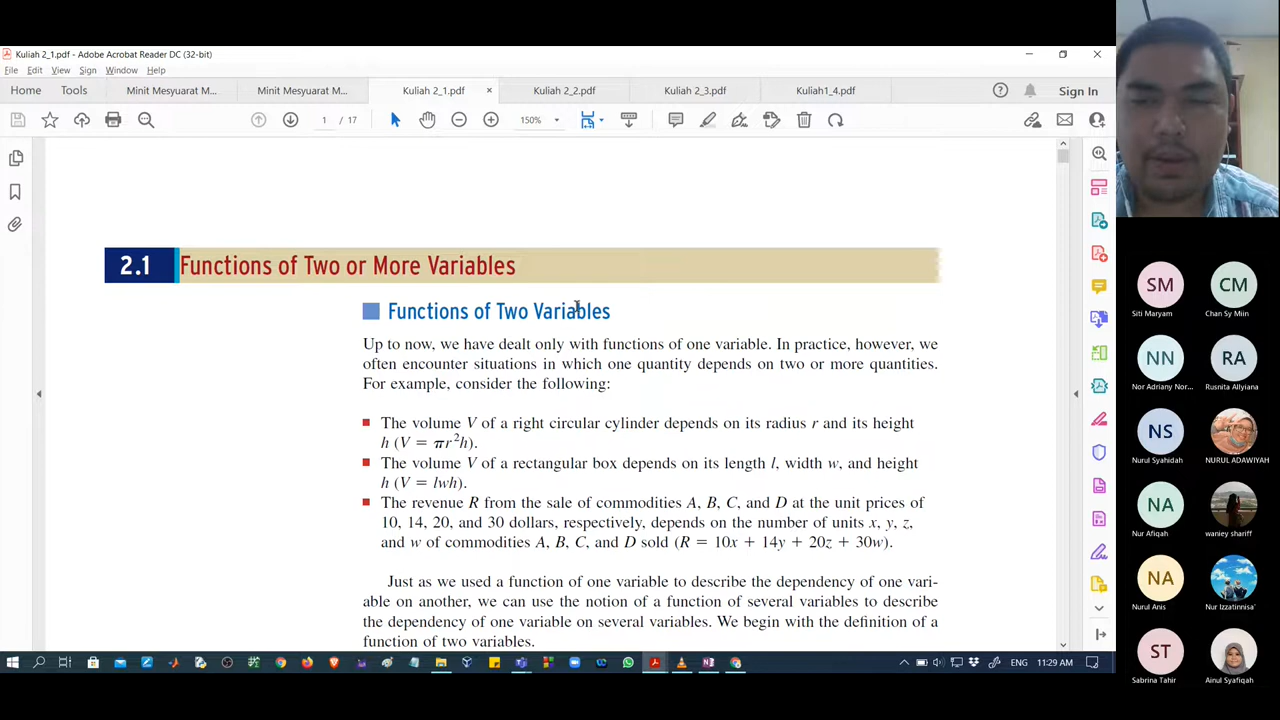 Kuliah 2_1.pdf - Adobe Acrobat Reader DC (32-bit)
File Edit View Sign Window Help
Home Tools Minit Mesyuarat M... Minit Mesyuarat M... Kuliah 2_1.pdf × Kuliah 2_2.pdf Kuliah 2_3.pdf Kuliah1_4.pdf Sign In
1 / 17 150%
2.1 Functions of Two or More Variables
Functions of Two Variables
Up to now, we have dealt only with functions of one variable. In practice, however, we
often encounter situations in which one quantity depends on two or more quantities.
For example, consider the following:
The volume V of a right circular cylinder depends on its radius r and its height
h (V = πr²h).
The volume V of a rectangular box depends on its length l, width w, and height
h (V = lwh).
The revenue R from the sale of commodities A, B, C, and D at the unit prices of
10, 14, 20, and 30 dollars, respectively, depends on the number of units x, y, z,
and w of commodities A, B, C, and D sold (R = 10x + 14y + 20z + 30w).
Just as we used a function of one variable to describe the dependency of one vari-
able on another, we can use the notion of a function of several variables to describe
the dependency of one variable on several variables. We begin with the definition of a
function of two variables.
ENG 11:29 AM
SM CM
Siti Maryam Chan Sy Miin
NN RA
Nor Adriany Nor... Rusnita Allyiana
NS
Nurul Syahidah NURUL ADAWIYAH
NA
Nur Afiqah waniey shariff
NA
Nurul Anis Nur Izzatinnisa'
ST
Sabrina Tahir Ainul Syafiqah